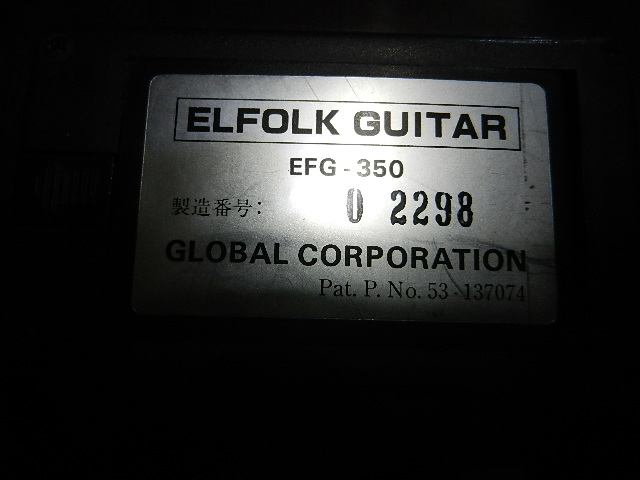 ELFOLK GUITAR
EFG-350
製造番号: 0 2298
GLOBAL CORPORATION
Pat. P. No. 53-137074